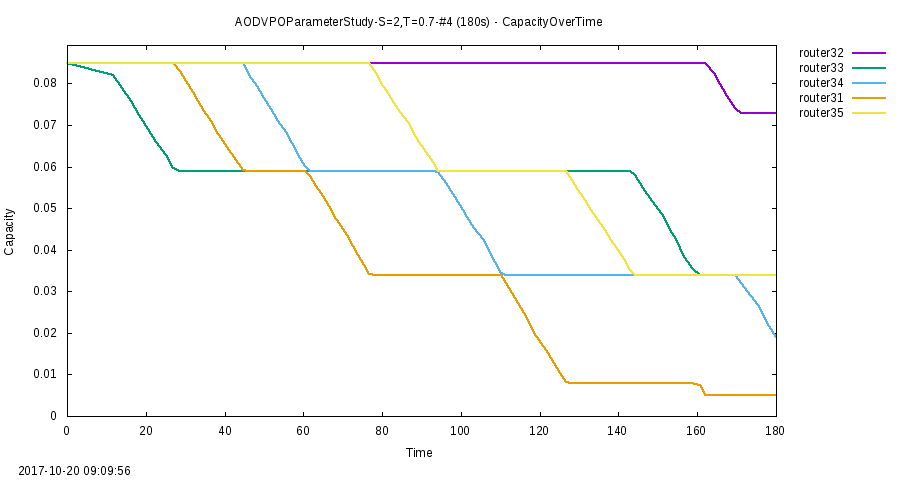 AODVPOParameterStudy-S=2,T=0.7-#4 (180s) - CapacityOverTime
router32
router33
router34
router31
router35
0.08
0.07
0.06
0.05
0.04
0.03
0.02
0.01
0
Capacity
0 20 40 60 80 100 120 140 160 180
Time
2017-10-20 09:09:56